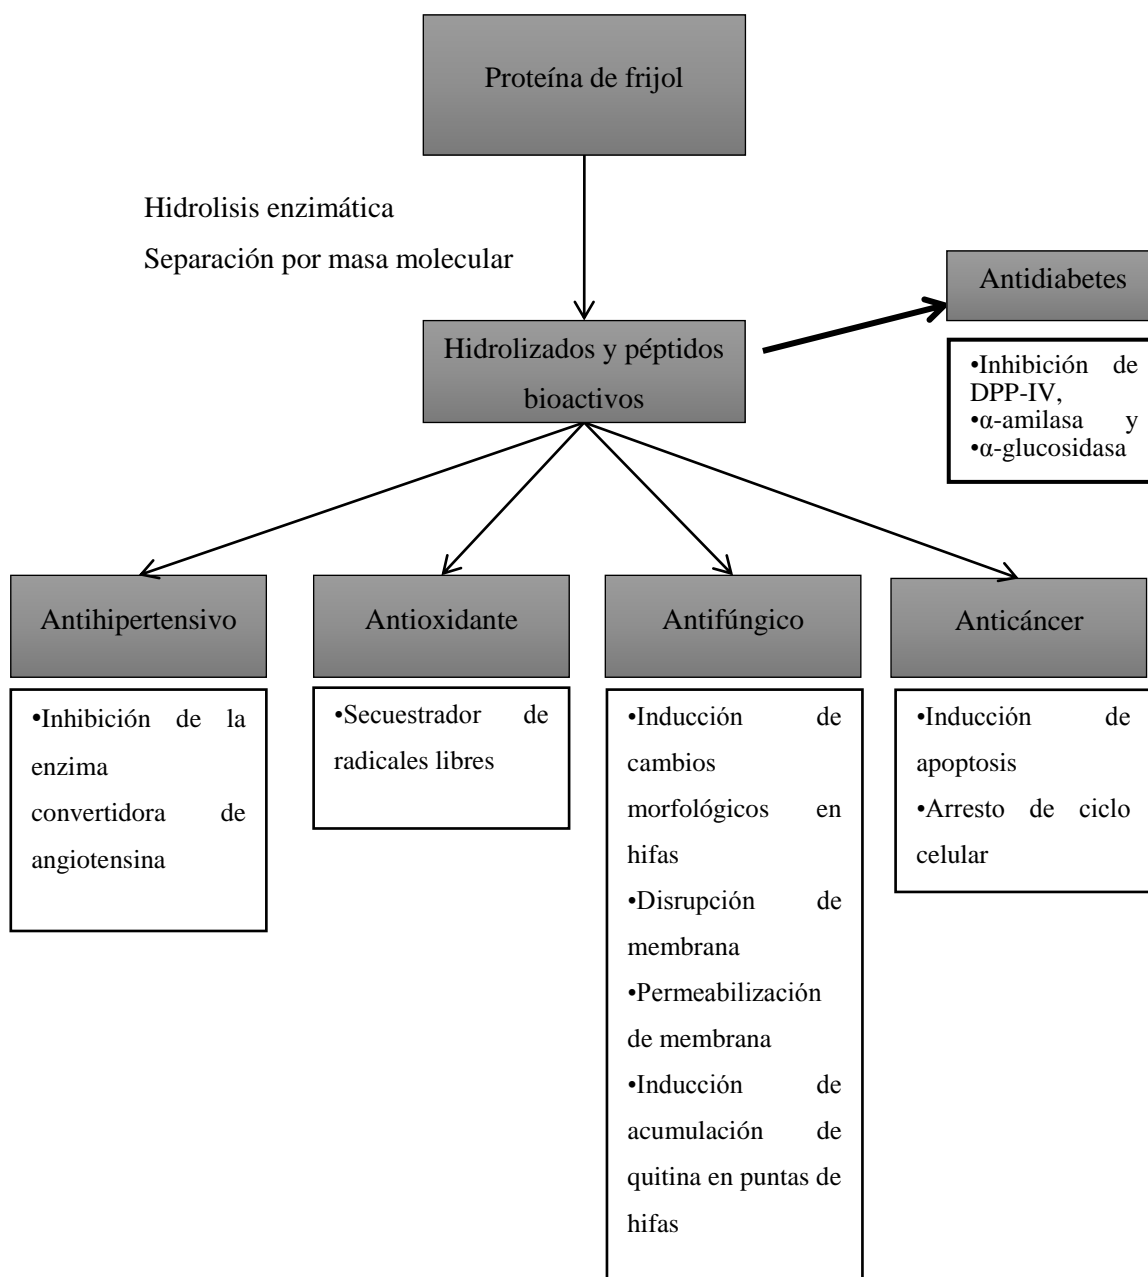 Proteína de frijol
Hidrolisis enzimática
Separación por masa molecular
Antidiabetes
•Inhibición de
DPP-IV,
•α-amilasa y
•α-glucosidasa
Hidrolizados y péptidos
bioactivos
Antihipertensivo
•Inhibición de la
enzima
convertidora de
angiotensina
Antioxidante
•Secuestrador de
radicales libres
Antifúngico
•Inducción de
cambios
morfológicos en
hifas
•Disrupción de
membrana
•Permeabilización
de membrana
•Inducción de
acumulación de
quitina en puntas de
hifas
Anticáncer
•Inducción de
apoptosis
•Arresto de ciclo
celular